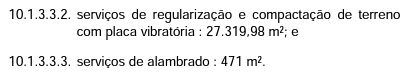 10.1.3.3.2. serviços de regularização e compactação de terreno
com placa vibratória : 27.319,98 m²; e
10.1.3.3.3. serviços de alambrado : 471 m².